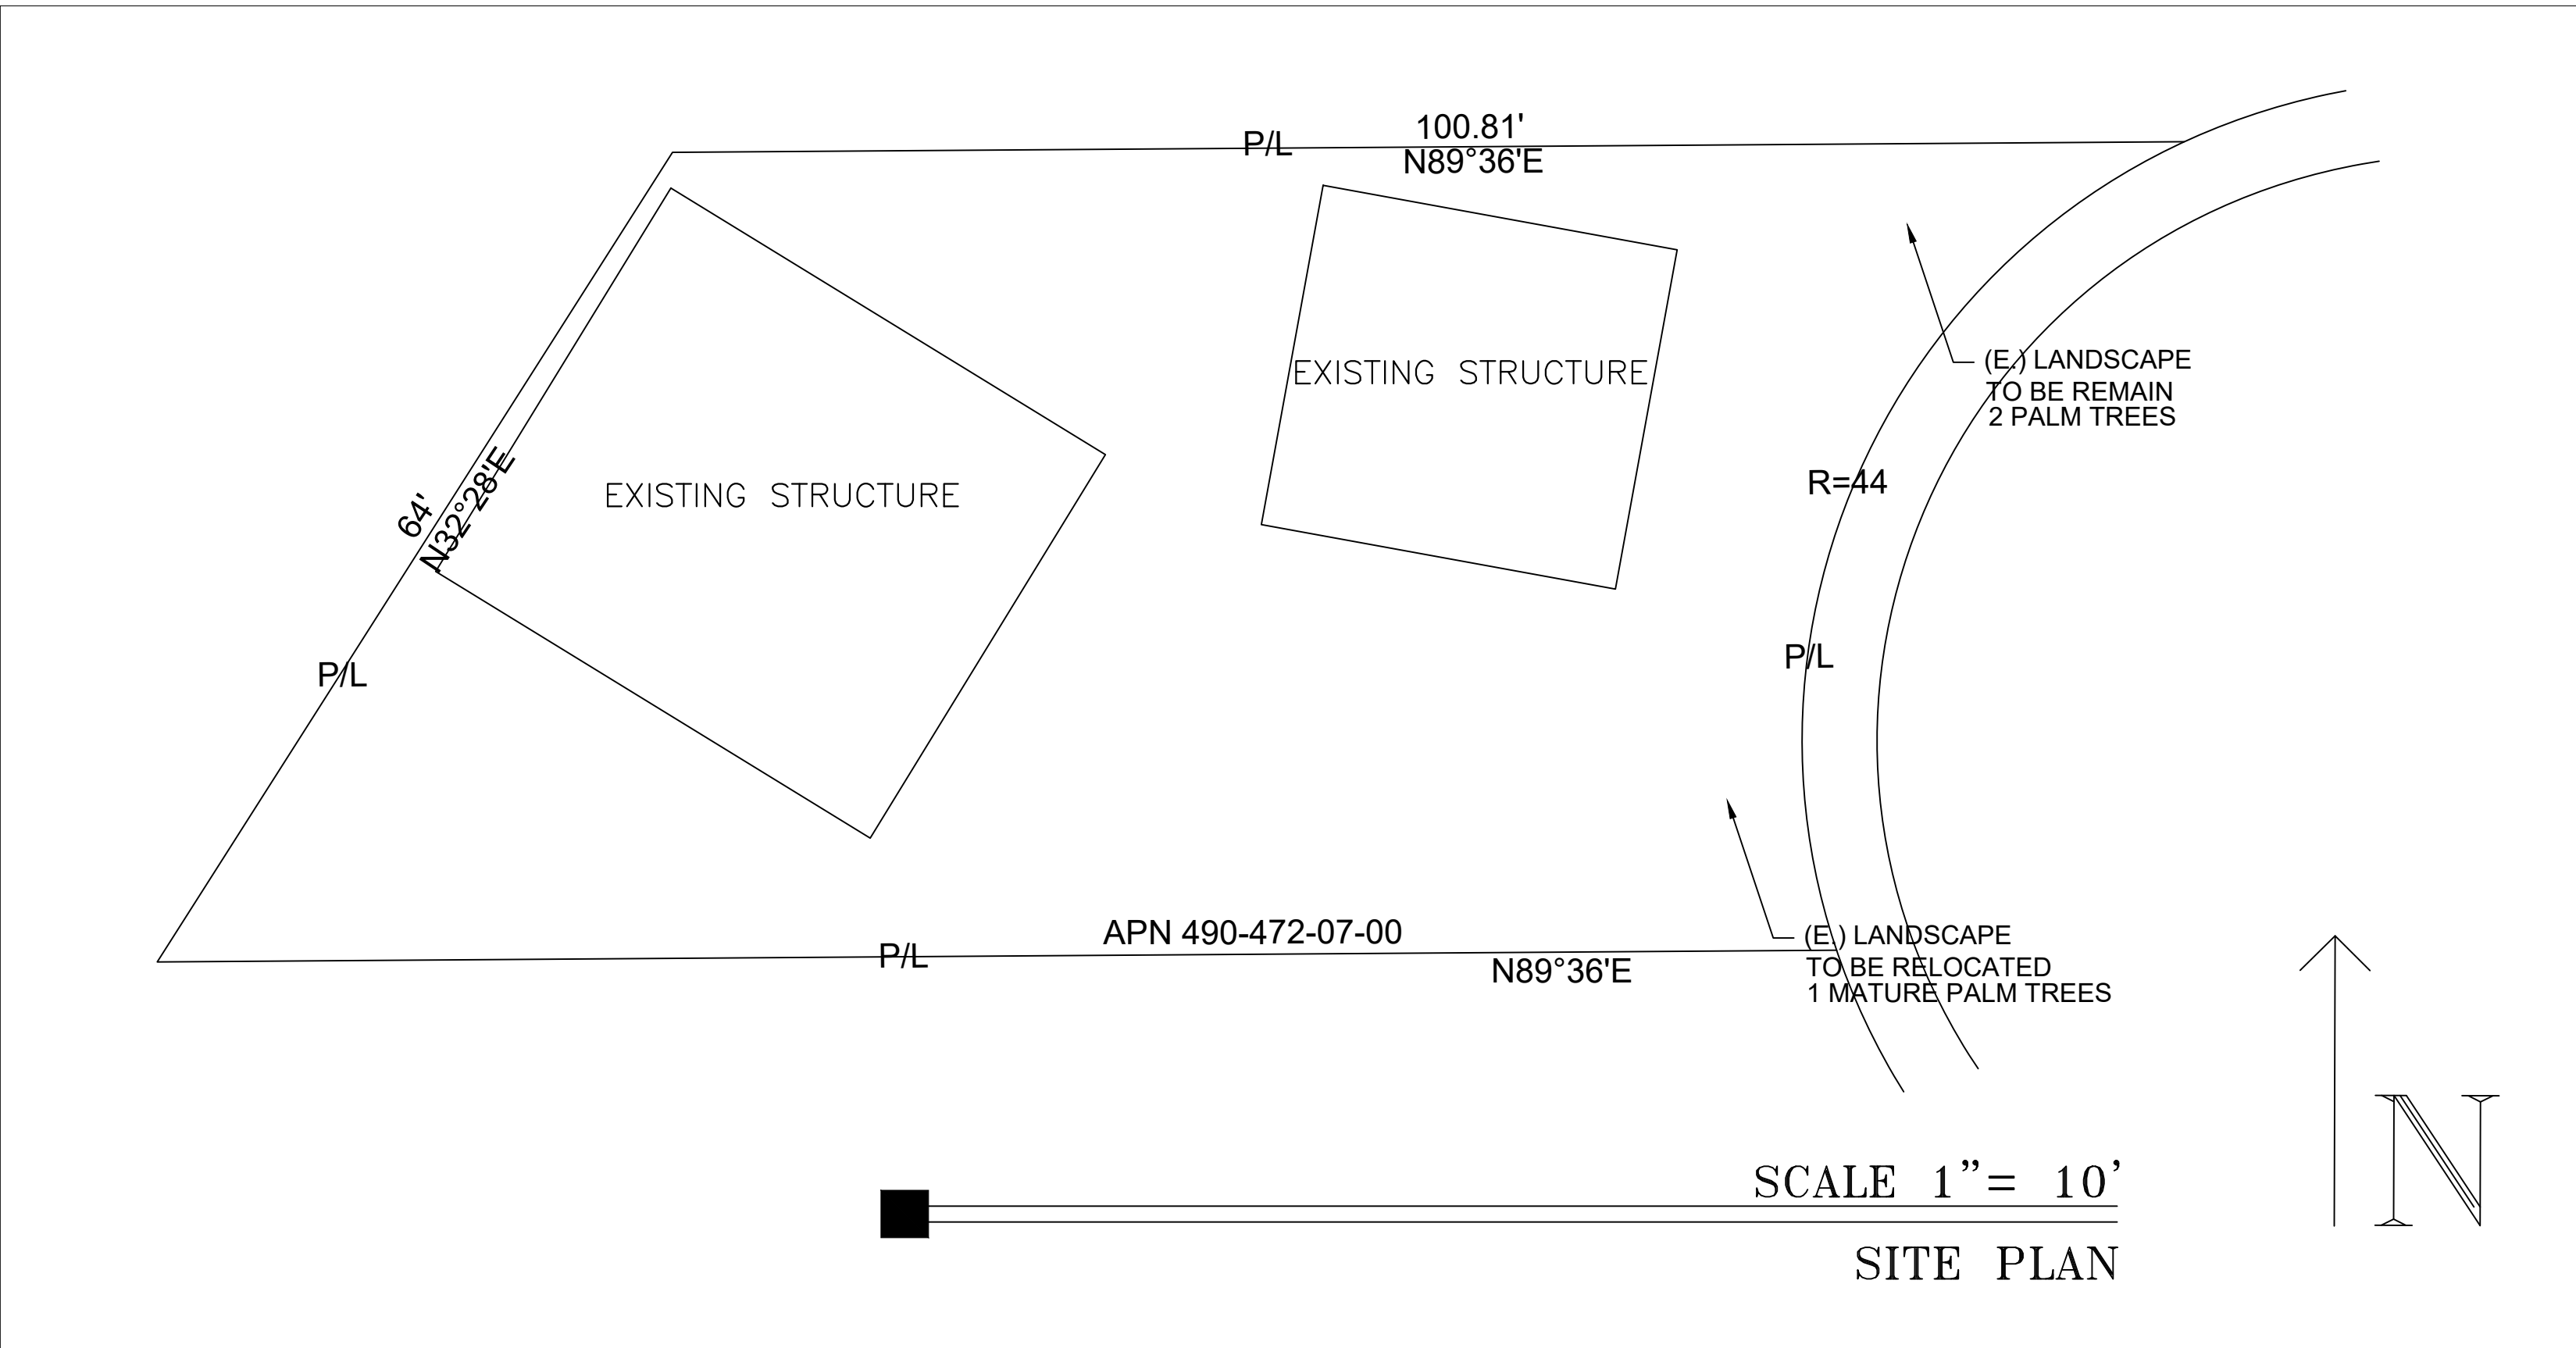 100.81'
P/L
N89°36'E
EXISTING STRUCTURE
(E.) LANDSCAPE
TO BE REMAIN
2 PALM TREES
64'
N32°28'E
EXISTING STRUCTURE
R=44
P/L
P/L
APN 490-472-07-00
P/L
N89°36'E
(E.) LANDSCAPE
TO BE RELOCATED
1 MATURE PALM TREES
SCALE 1"= 10'
SITE PLAN
N